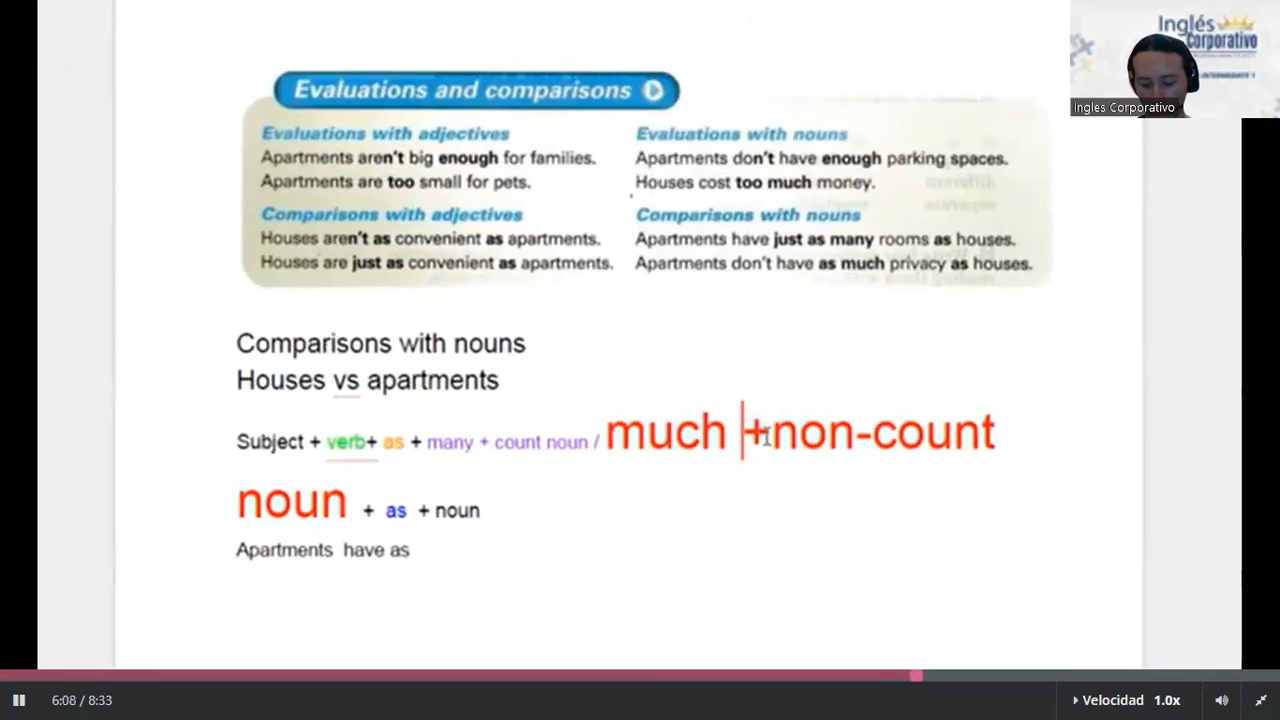 Inglés
Corporativo
INTERMEDIATE 1
Ingles Corporativo
Evaluations and comparisons
Evaluations with adjectives
Apartments aren't big enough for families.
Apartments are too small for pets.
Comparisons with adjectives
Houses aren't as convenient as apartments.
Houses are just as convenient as apartments.
Evaluations with nouns
Apartments don't have enough parking spaces.
Houses cost too much money.
Comparisons with nouns
Apartments have just as many rooms as houses.
Apartments don't have as much privacy as houses.
Comparisons with nouns
Houses vs apartments
Subject + verb+ as + many + count noun / much +non-count
noun + as + noun
Apartments have as
6:08 / 8:33
Velocidad 1.0x